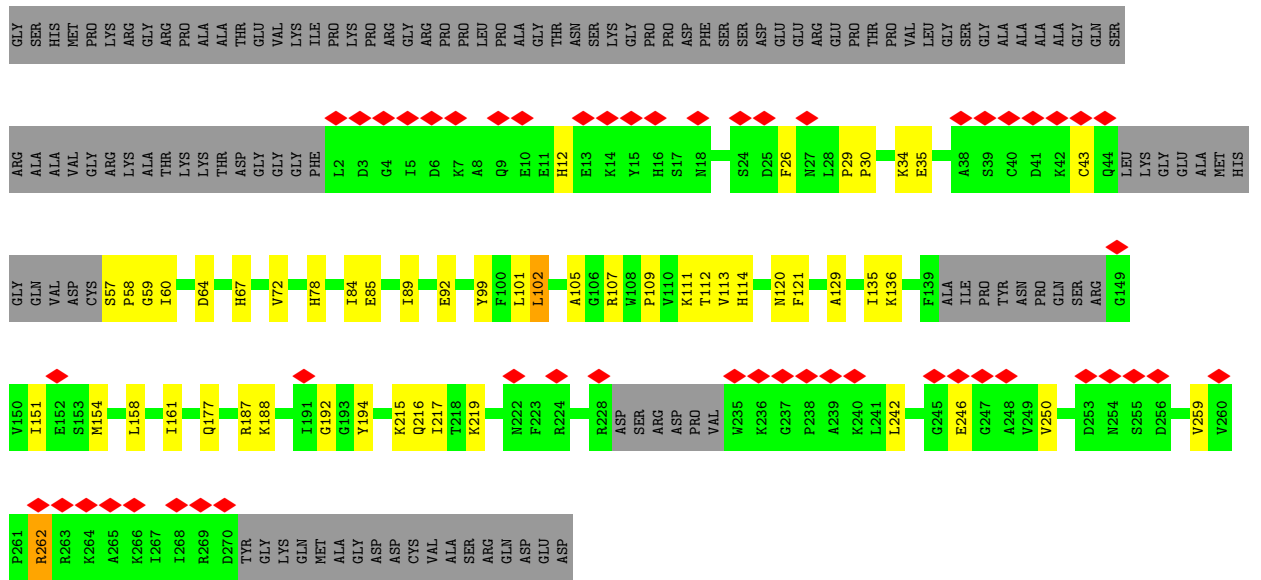 GLY SER HIS MET PRO LYS ARG GLY ARG PRO ALA ALA THR GLU VAL LYS ILE PRO LYS PRO ARG GLY ARG PRO PRO LEU PRO ALA GLY THR ASN SER LYS GLY PRO PRO ASP PHE SER SER ASP GLU GLU ARG GLU PRO THR PRO VAL LEU GLY SER GLY ALA ALA ALA ALA GLY GLN SER
ARG ALA ALA VAL GLY ARG LYS ALA THR LYS LYS THR ASP GLY GLY GLY PHE L2 D3 G4 I5 D6 K7 A8 Q9 E10 E11 H12 E13 K14 Y15 H16 S17 N18 S24 D25 F26 N27 L28 P29 P30 K34 E35 A38 S39 C40 D41 K42 C43 Q44 LEU LYS GLY GLU ALA MET HIS
GLY GLN VAL ASP CYS S57 P58 G59 I60 D64 H67 V72 H78 I84 E85 I89 E92 Y99 F100 L101 L102 A105 G106 R107 W108 P109 V110 K111 T112 V113 H114 N120 F121 A129 I135 K136 F139 ALA ILE PRO TYR ASN PRO GLN SER ARG G149
V150 I151 E152 S153 M154 L158 I161 Q177 R187 K188 I191 G192 G193 Y194 K215 Q216 I217 T218 K219 N222 F223 R224 R228 ASP SER ARG ASP PRO VAL W235 K236 G237 P238 A239 K240 L241 L242 G245 E246 G247 A248 V249 V250 D253 N254 S255 D256 V259 V260
P261 R262 R263 K264 A265 K266 I267 I268 R269 D270 TYR GLY LYS GLN MET ALA GLY ASP ASP CYS VAL ALA SER ARG GLN ASP GLU ASP